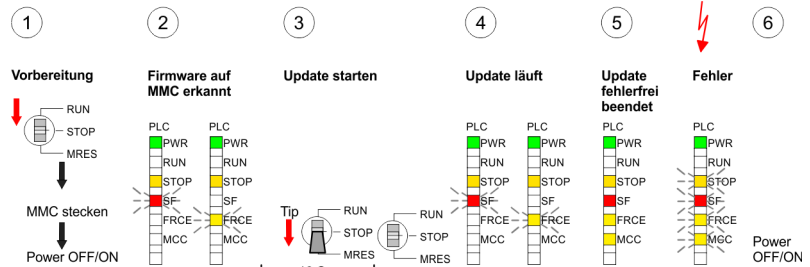 1
2
3
4
5
6
Vorbereitung
RUN
STOP
MRES
MMC stecken
Power OFF/ON
Firmware auf
MMC erkannt
PLC
PWR
RUN
STOP
SF
FRCE
MCC
PLC
PWR
RUN
STOP
SF
FRCE
MCC
Update starten
Tip
RUN
STOP
MRES
RUN
STOP
MRES
Update läuft
PLC
PWR
RUN
STOP
SF
FRCE
MCC
PLC
PWR
RUN
STOP
SF
FRCE
MCC
Update
fehlerfrei
beendet
PLC
PWR
RUN
STOP
SF
FRCE
MCC
Fehler
PLC
PWR
RUN
STOP
SF
FRCE
MCC
Power
OFF/ON